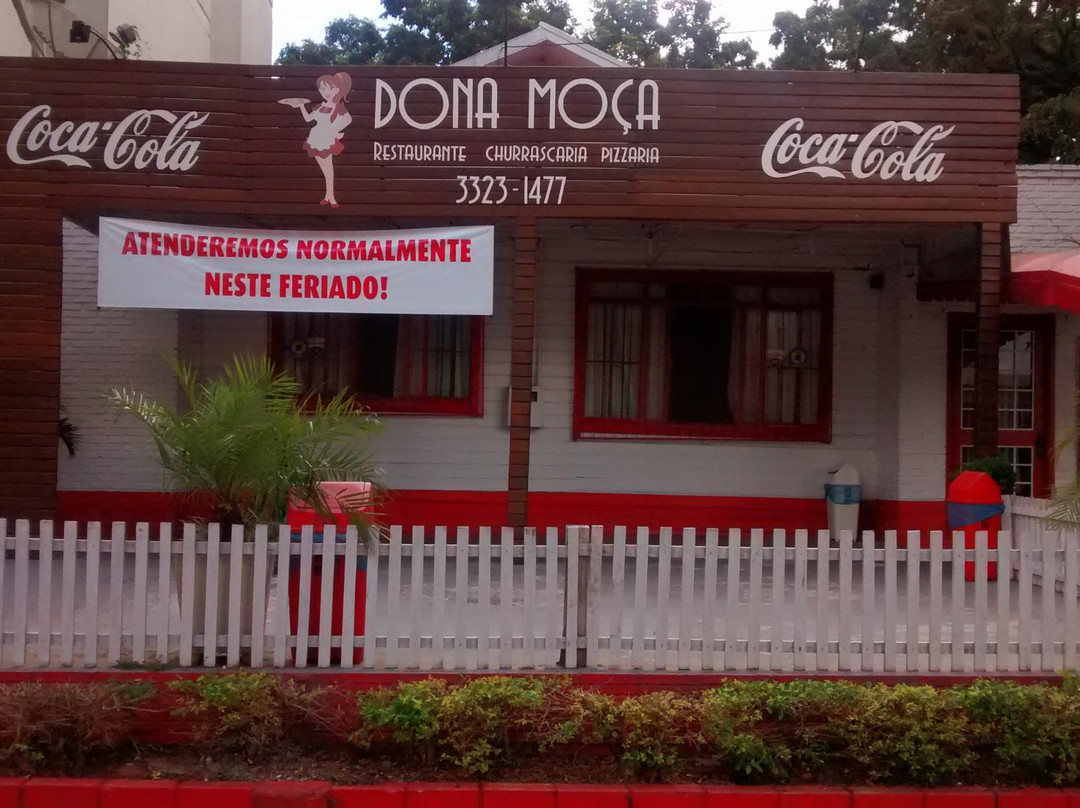 Coca-Cola
DONA MOÇA
RESTAURANTE CHURRASCARIA PIZZARIA
3323-1477
Coca-Cola
ATENDEREMOS NORMALMENTE
NESTE FERIADO!